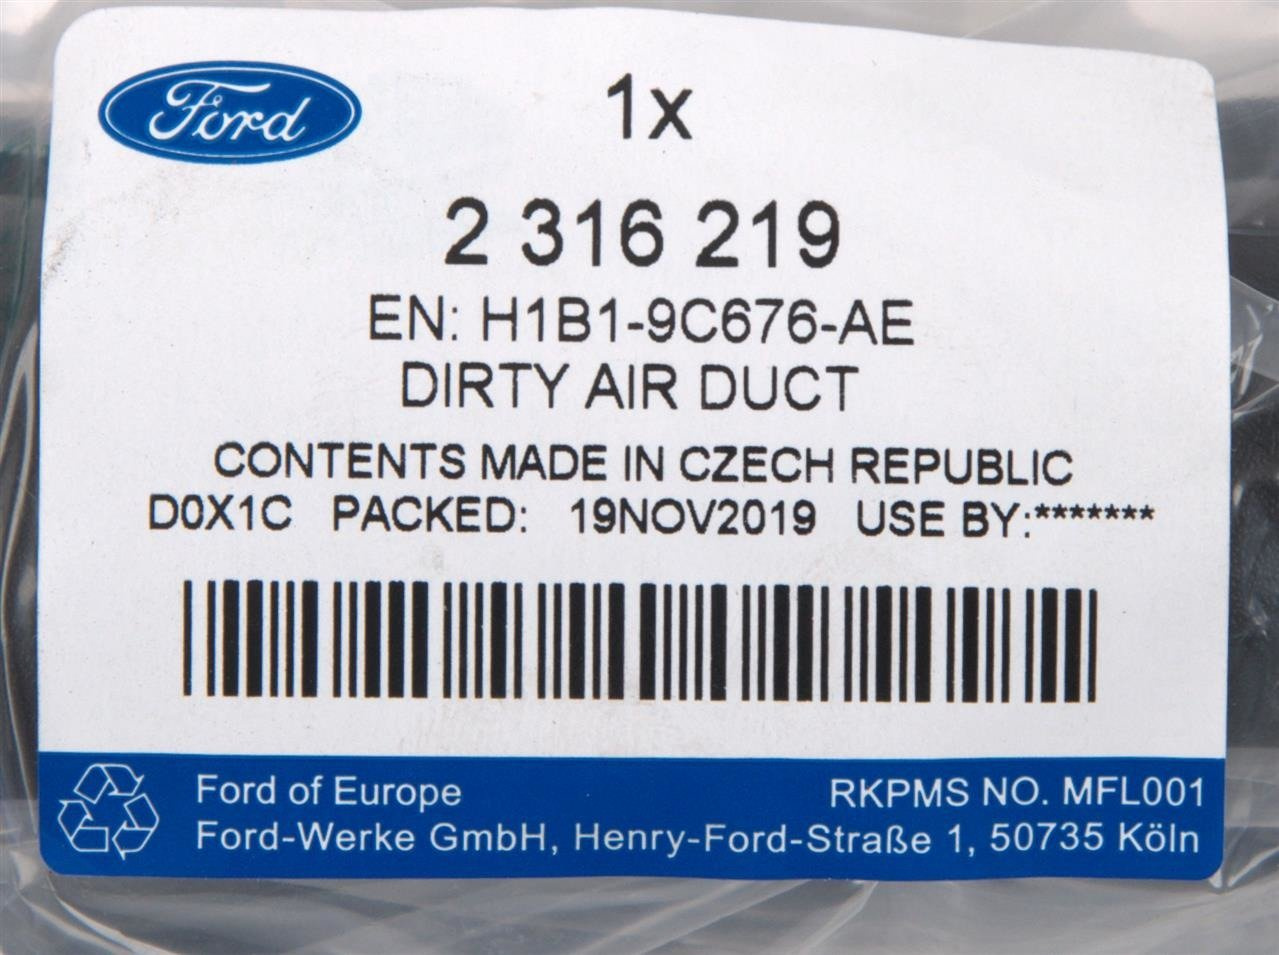 Ford
1x
2 316 219
EN: H1B1-9C676-AE
DIRTY AIR DUCT
CONTENTS MADE IN CZECH REPUBLIC
D0X1C PACKED: 19NOV2019 USE BY:*******
Ford of Europe RKPMS NO. MFL001
Ford-Werke GmbH, Henry-Ford-Straße 1, 50735 Köln